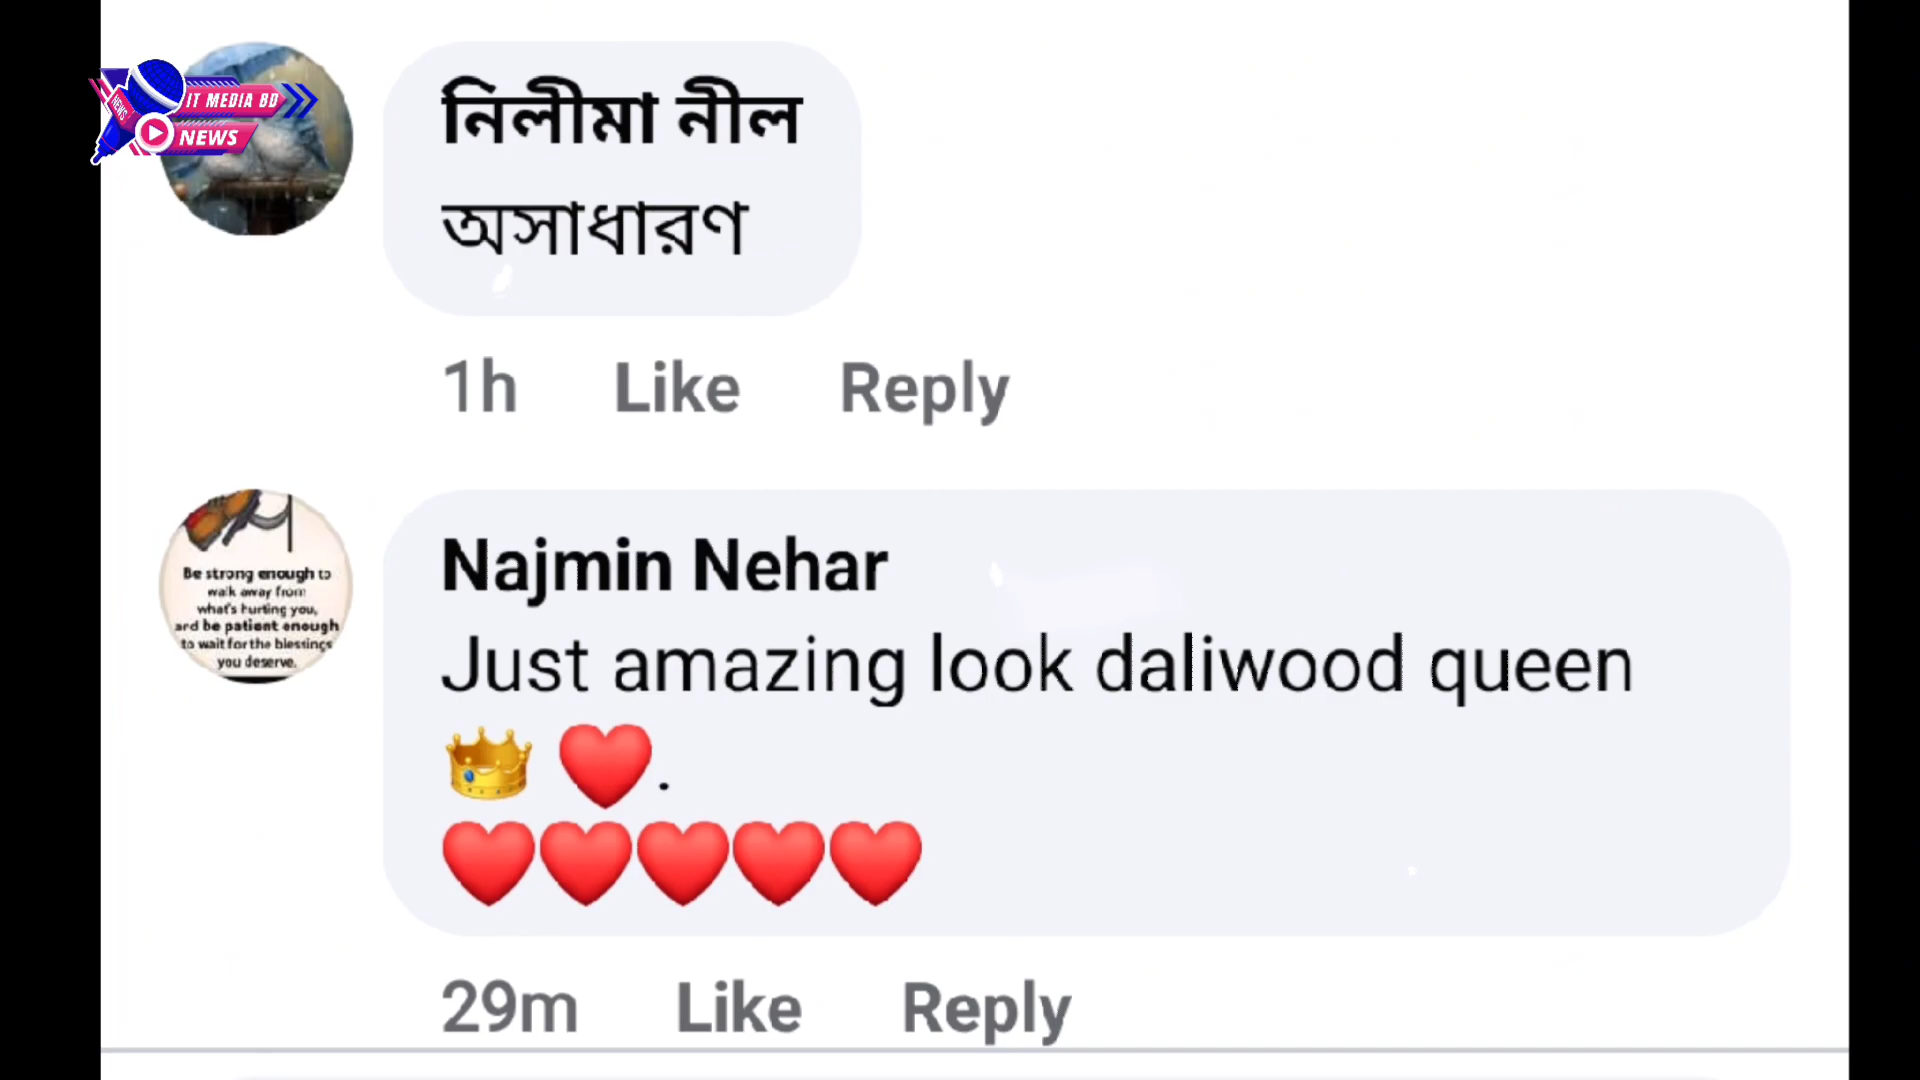 IT MEDIA BD
NEWS
NEWS
নিলীমা নীল
অসাধারণ
1h Like Reply
Be strong enough to
walk away from
what's hurting you,
and be patient enough
to wait for the blessings
you deserve.
Najmin Nehar
Just amazing look daliwood queen
👑 ❤️.
❤️❤️❤️❤️❤️
29m Like Reply